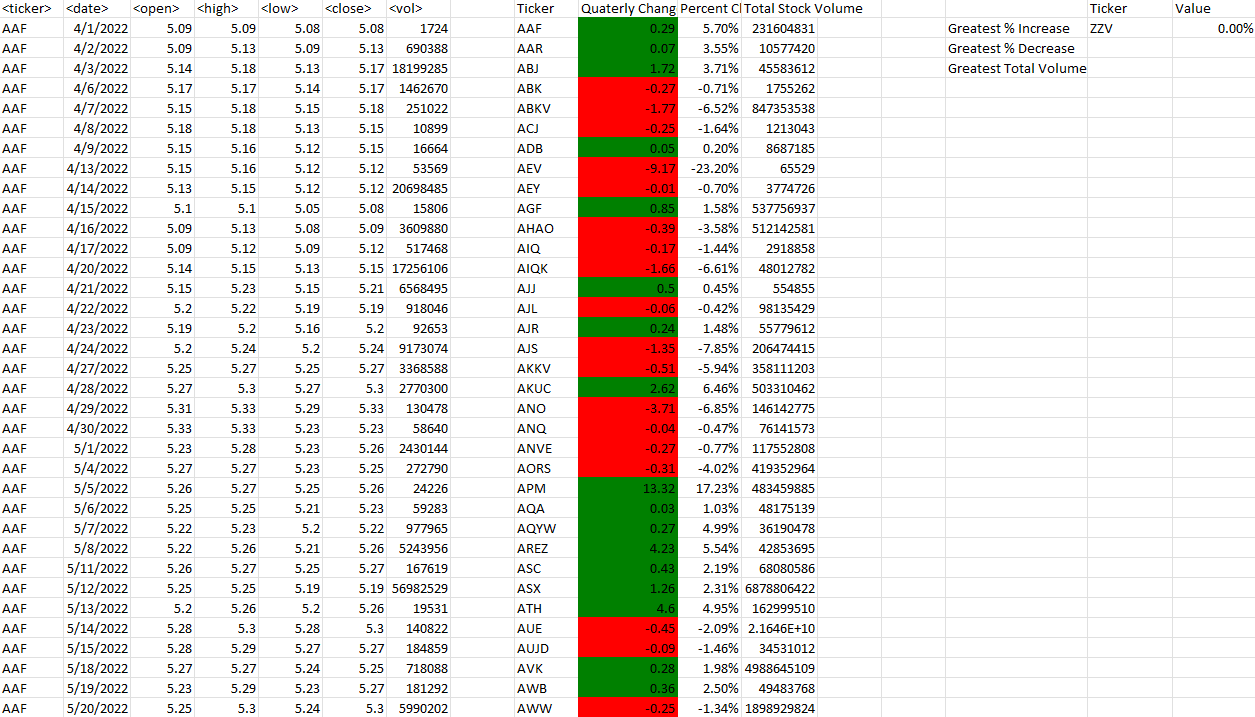 <ticker> <date> <open> <high> <low> <close> <vol> Ticker Quaterly Chang Percent Cl Total Stock Volume Ticker Value
AAF 4/1/2022 5.09 5.09 5.08 5.08 1724 AAF 0.29 5.70% 231604831 Greatest % Increase ZZV 0.00%
AAF 4/2/2022 5.09 5.13 5.09 5.13 690388 AAR 0.07 3.55% 10577420 Greatest % Decrease
AAF 4/3/2022 5.14 5.18 5.13 5.17 18199285 ABJ 1.72 3.71% 45583612 Greatest Total Volume
AAF 4/6/2022 5.17 5.17 5.14 5.17 1462670 ABK -0.27 -0.71% 1755262
AAF 4/7/2022 5.15 5.18 5.15 5.18 251022 ABKV -1.77 -6.52% 847353538
AAF 4/8/2022 5.18 5.18 5.13 5.15 10899 ACJ -0.25 -1.64% 1213043
AAF 4/9/2022 5.15 5.16 5.12 5.12 16664 ADB 0.05 0.20% 8687185
AAF 4/13/2022 5.15 5.16 5.12 5.12 53569 AEV -9.17 -23.20% 65529
AAF 4/14/2022 5.13 5.15 5.12 5.12 20698485 AEY -0.01 -0.70% 3774726
AAF 4/15/2022 5.1 5.1 5.05 5.08 15806 AGF 0.85 1.58% 537756937
AAF 4/16/2022 5.09 5.13 5.08 5.09 3609880 AHAO -0.39 -3.58% 512142581
AAF 4/17/2022 5.09 5.12 5.09 5.12 517468 AIQ -0.17 -1.44% 2918858
AAF 4/20/2022 5.14 5.15 5.13 5.15 17256106 AIQK -1.66 -6.61% 48012782
AAF 4/21/2022 5.15 5.23 5.15 5.21 6568495 AJJ 0.5 0.45% 554855
AAF 4/22/2022 5.2 5.22 5.19 5.19 918046 AJL -0.06 -0.42% 98135429
AAF 4/23/2022 5.19 5.2 5.16 5.2 92653 AJR 0.24 1.48% 55779612
AAF 4/24/2022 5.2 5.24 5.2 5.24 9173074 AJS -1.35 -7.85% 206474415
AAF 4/27/2022 5.25 5.27 5.25 5.27 3368588 AKKV -0.51 -5.94% 358111203
AAF 4/28/2022 5.27 5.3 5.27 5.3 2770300 AKUC 2.62 6.46% 503310462
AAF 4/29/2022 5.31 5.33 5.29 5.33 130478 ANO -3.71 -6.85% 146142775
AAF 4/30/2022 5.33 5.33 5.23 5.23 58640 ANQ -0.04 -0.47% 76141573
AAF 5/1/2022 5.23 5.28 5.23 5.26 2430144 ANVE -0.27 -0.77% 117552808
AAF 5/4/2022 5.27 5.27 5.23 5.25 272790 AORS -0.31 -4.02% 419352964
AAF 5/5/2022 5.26 5.27 5.25 5.26 24226 APM 13.32 17.23% 483459885
AAF 5/6/2022 5.25 5.25 5.21 5.23 59283 AQA 0.03 1.03% 48175139
AAF 5/7/2022 5.22 5.23 5.2 5.22 977965 AQYW 0.27 4.99% 36190478
AAF 5/8/2022 5.22 5.26 5.21 5.26 5243956 AREZ 4.23 5.54% 42853695
AAF 5/11/2022 5.26 5.27 5.25 5.27 167619 ASC 0.43 2.19% 68080586
AAF 5/12/2022 5.25 5.25 5.19 5.19 56982529 ASX 1.26 2.31% 6878806422
AAF 5/13/2022 5.2 5.26 5.2 5.26 19531 ATH 4.6 4.95% 162999510
AAF 5/14/2022 5.28 5.3 5.28 5.3 140822 AUE -0.45 -2.09% 2.1646E+10
AAF 5/15/2022 5.28 5.29 5.27 5.27 184859 AUJD -0.09 -1.46% 34531012
AAF 5/18/2022 5.27 5.27 5.24 5.25 718088 AVK 0.28 1.98% 4988645109
AAF 5/19/2022 5.23 5.29 5.23 5.27 181292 AWB 0.36 2.50% 49483768
AAF 5/20/2022 5.25 5.3 5.24 5.3 5990202 AWW -0.25 -1.34% 1898929824